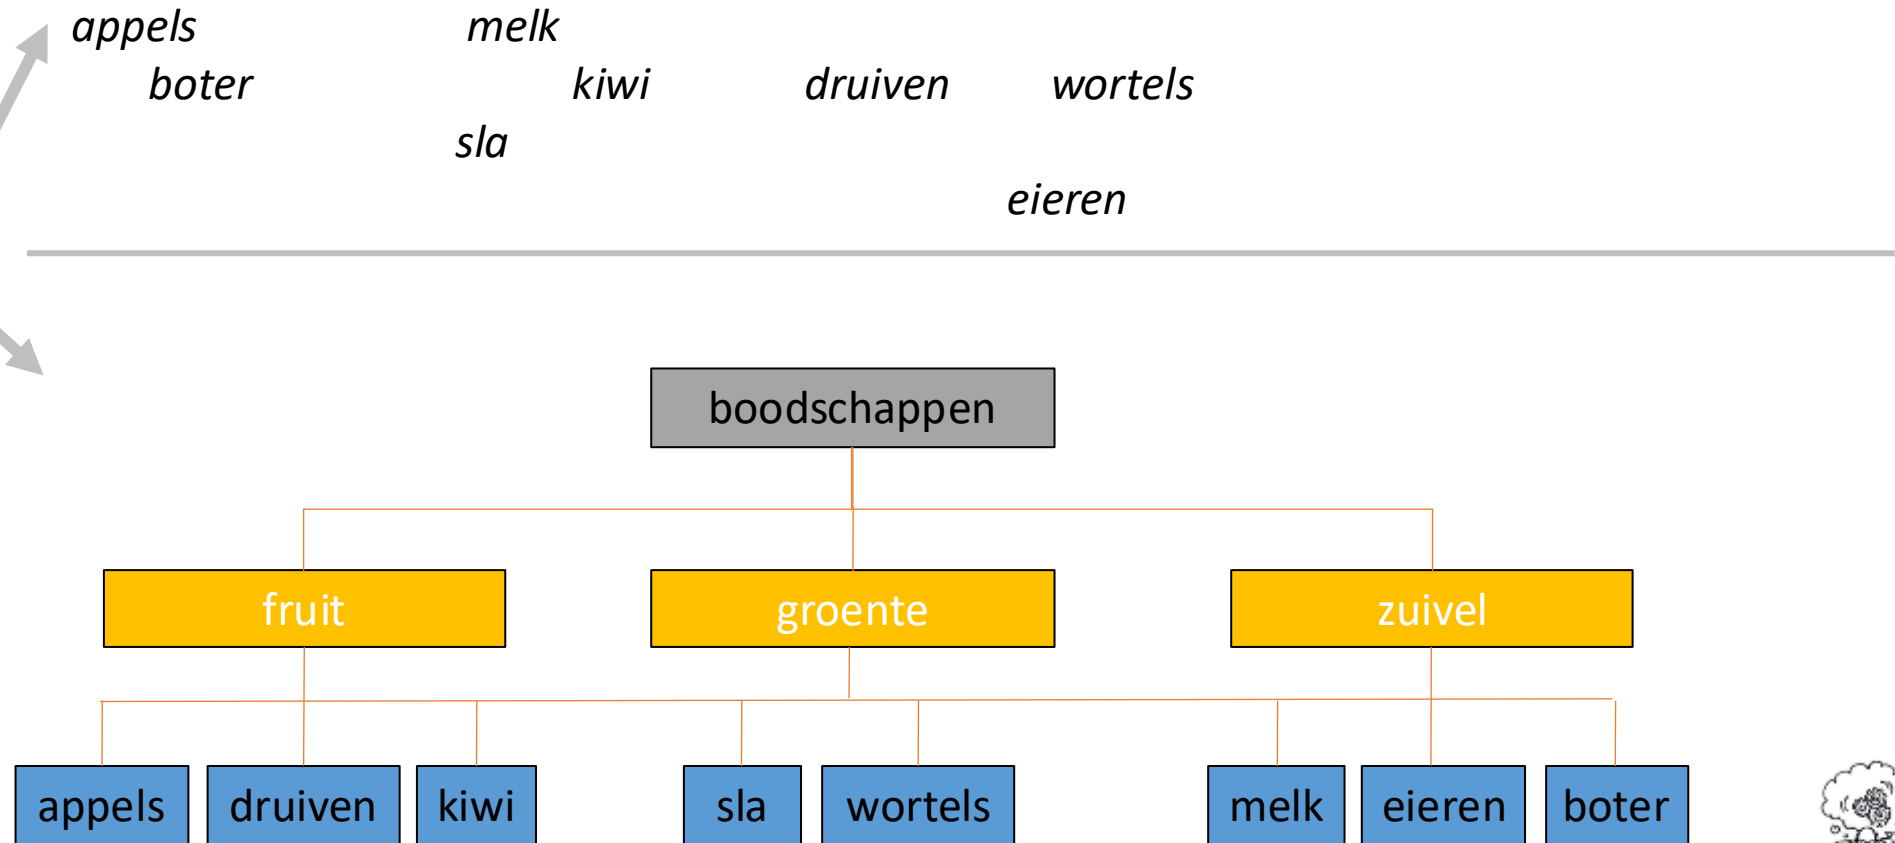 appels melk
boter kiwi druiven wortels
sla
eieren
boodschappen
fruit groente zuivel
appels druiven kiwi sla wortels melk eieren boter